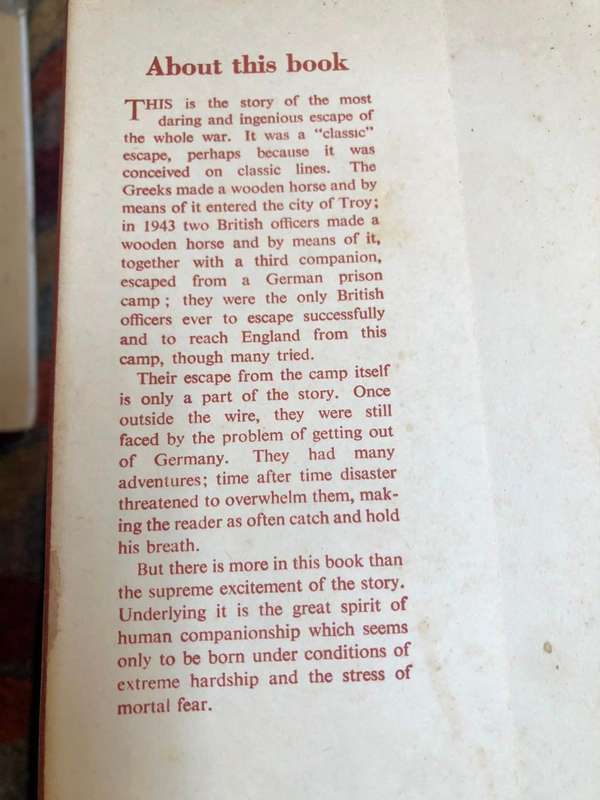 About this book
THIS is the story of the most
daring and ingenious escape of
the whole war. It was a “classic”
escape, perhaps because it was
conceived on classic lines. The
Greeks made a wooden horse and by
means of it entered the city of Troy;
in 1943 two British officers made a
wooden horse and by means of it,
together with a third companion,
escaped from a German prison
camp; they were the only British
officers ever to escape successfully
and to reach England from this
camp, though many tried.
Their escape from the camp itself
is only a part of the story. Once
outside the wire, they were still
faced by the problem of getting out
of Germany. They had many
adventures; time after time disaster
threatened to overwhelm them, mak-
ing the reader as often catch and hold
his breath.
But there is more in this book than
the supreme excitement of the story.
Underlying it is the great spirit of
human companionship which seems
only to be born under conditions of
extreme hardship and the stress of
mortal fear.